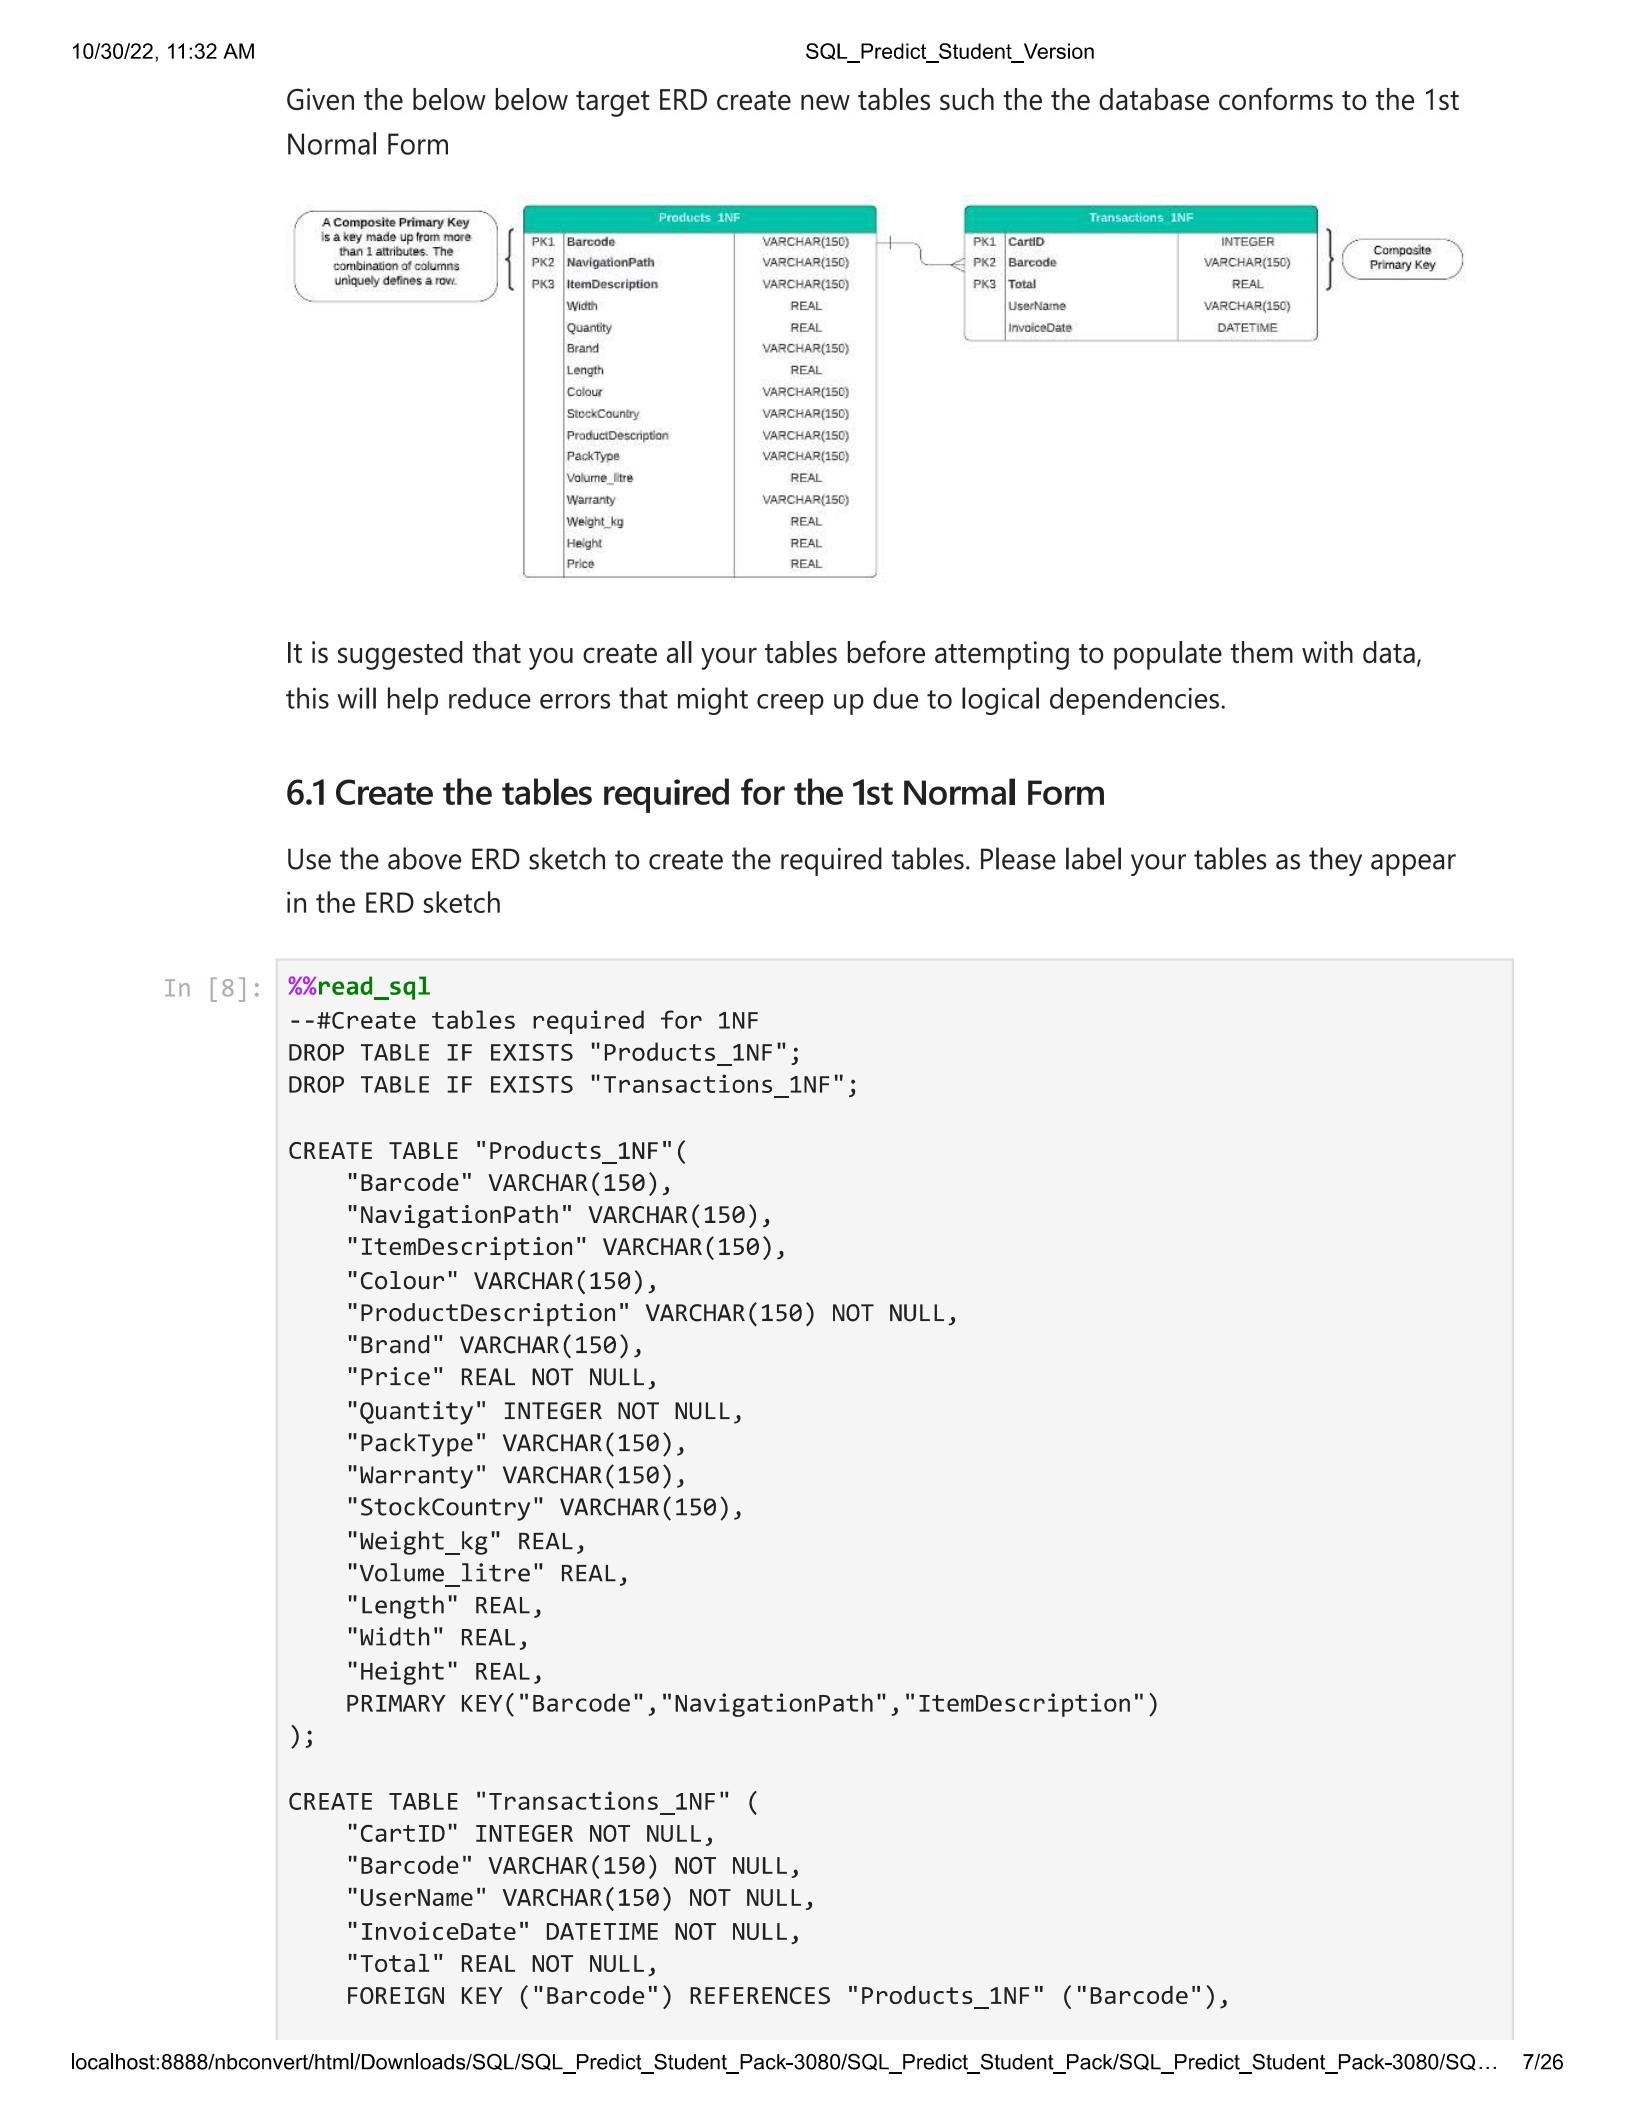 10/30/22, 11:32 AM SQL_Predict_Student_Version
Given the below below target ERD create new tables such the the database conforms to the 1st
Normal Form
A Composite Primary Key
is a key made up from more
than 1 attributes. The
combination of columns
uniquely defines a row.
Products_1NF
PK1 Barcode VARCHAR(150)
PK2 NavigationPath VARCHAR(150)
PK3 ItemDescription VARCHAR(150)
Width REAL
Quantity REAL
Brand VARCHAR(150)
Length REAL
Colour VARCHAR(150)
StockCountry VARCHAR(150)
ProductDescription VARCHAR(150)
PackType VARCHAR(150)
Volume_litre REAL
Warranty VARCHAR(150)
Weight_kg REAL
Height REAL
Price REAL
Transactions_1NF
PK1 CartID INTEGER
PK2 Barcode VARCHAR(150)
PK3 Total REAL
UserName VARCHAR(150)
InvoiceDate DATETIME
Composite
Primary Key
It is suggested that you create all your tables before attempting to populate them with data,
this will help reduce errors that might creep up due to logical dependencies.
6.1 Create the tables required for the 1st Normal Form
Use the above ERD sketch to create the required tables. Please label your tables as they appear
in the ERD sketch
In [8]: %%read_sql
--#Create tables required for 1NF
DROP TABLE IF EXISTS "Products_1NF";
DROP TABLE IF EXISTS "Transactions_1NF";
CREATE TABLE "Products_1NF"(
"Barcode" VARCHAR(150),
"NavigationPath" VARCHAR(150),
"ItemDescription" VARCHAR(150),
"Colour" VARCHAR(150),
"ProductDescription" VARCHAR(150) NOT NULL,
"Brand" VARCHAR(150),
"Price" REAL NOT NULL,
"Quantity" INTEGER NOT NULL,
"PackType" VARCHAR(150),
"Warranty" VARCHAR(150),
"StockCountry" VARCHAR(150),
"Weight_kg" REAL,
"Volume_litre" REAL,
"Length" REAL,
"Width" REAL,
"Height" REAL,
PRIMARY KEY("Barcode","NavigationPath","ItemDescription")
);
CREATE TABLE "Transactions_1NF" (
"CartID" INTEGER NOT NULL,
"Barcode" VARCHAR(150) NOT NULL,
"UserName" VARCHAR(150) NOT NULL,
"InvoiceDate" DATETIME NOT NULL,
"Total" REAL NOT NULL,
FOREIGN KEY ("Barcode") REFERENCES "Products_1NF" ("Barcode"),
localhost:8888/nbconvert/html/Downloads/SQL/SQL_Predict_Student_Pack-3080/SQL_Predict_Student_Pack/SQL_Predict_Student_Pack-3080/SQ… 7/26